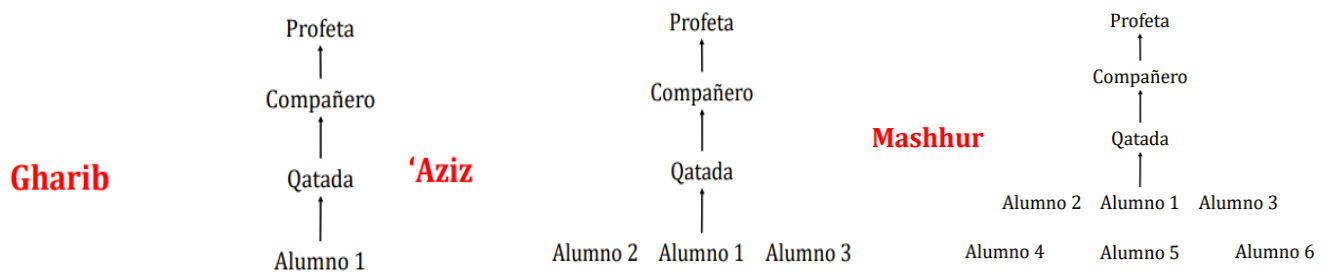 Gharib
Profeta
Compañero
Qatada
Alumno 1
‘Aziz
Profeta
Compañero
Qatada
Alumno 2 Alumno 1 Alumno 3
Mashhur
Profeta
Compañero
Qatada
Alumno 2 Alumno 1 Alumno 3
Alumno 4 Alumno 5 Alumno 6